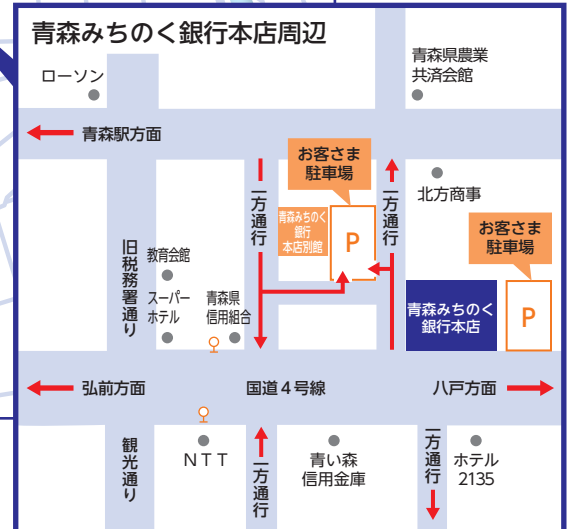 青森みちのく銀行本店周辺
ローソン
青森県農業
共済会館
青森駅方面
お客さま
駐車場
北方商事
一方通行
青森みちのく
銀行
本店別館
P
一方通行
お客さま
駐車場
旧税務署通り
教育会館
スーパー
ホテル
青森県
信用組合
青森みちのく
銀行本店
P
弘前方面
国道4号線
八戸方面
観光通り
NTT
一方通行
青い森
信用金庫
一方通行
ホテル
2135